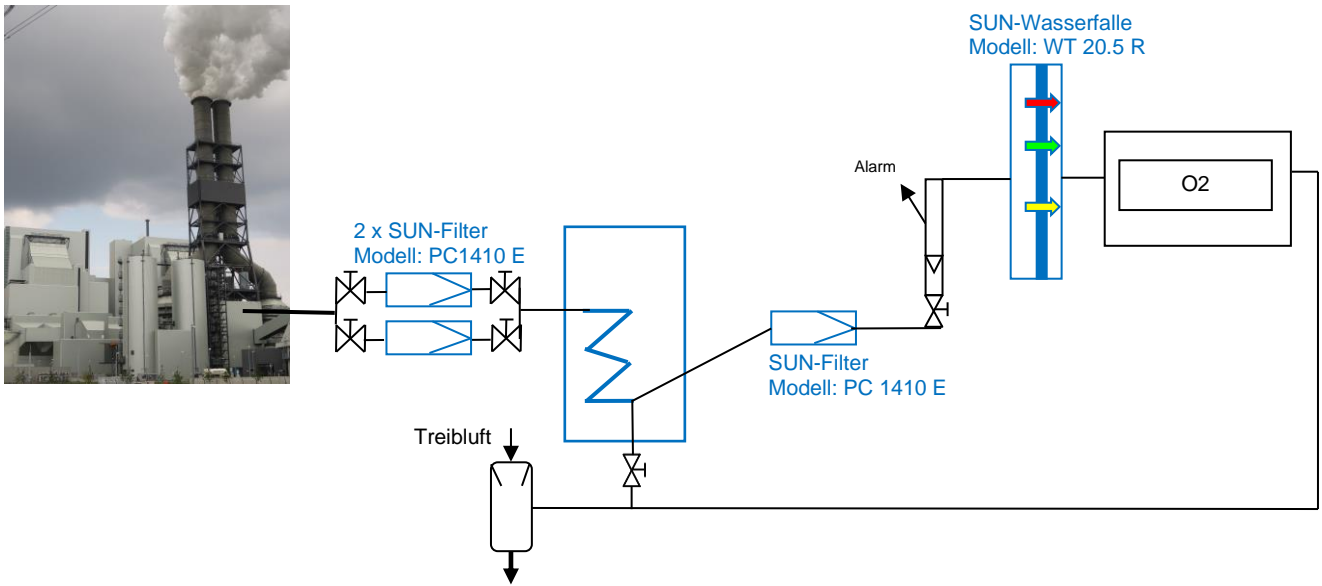 SUN-Wasserfalle
Modell: WT 20.5 R
Alarm
O2
2 x SUN-Filter
Modell: PC1410 E
SUN-Filter
Modell: PC 1410 E
Treibluft